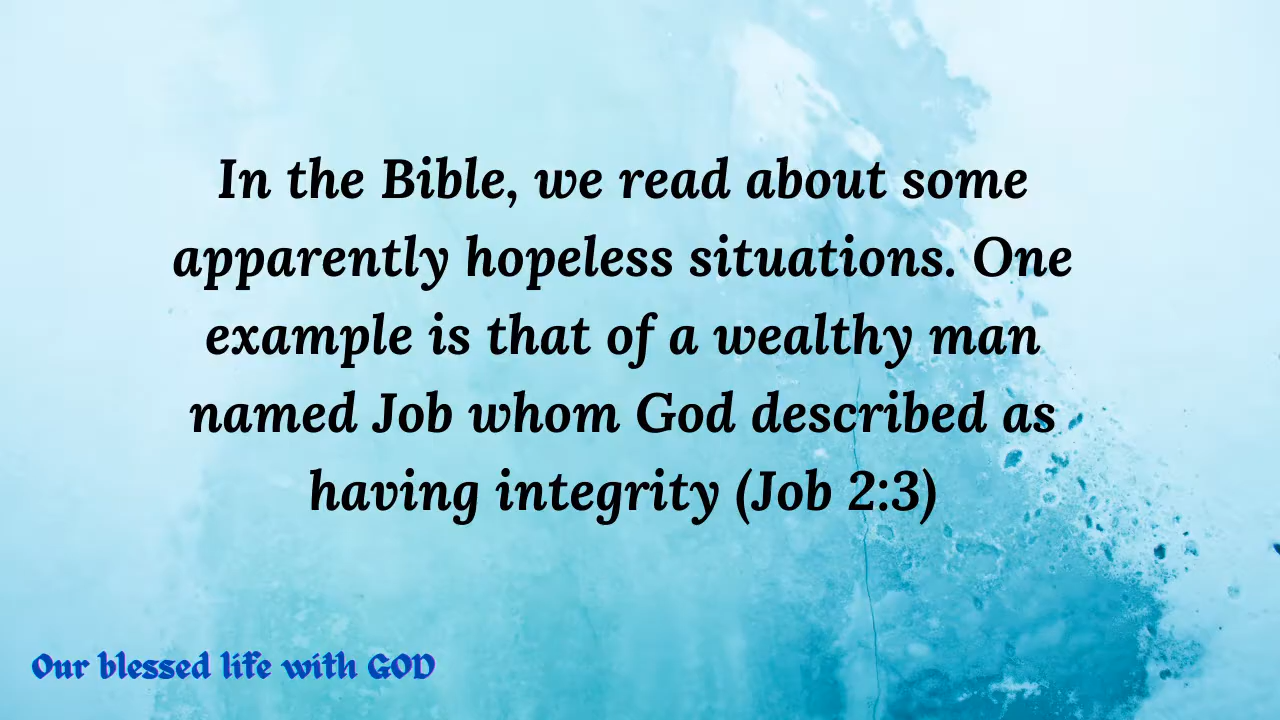 In the Bible, we read about some
apparently hopeless situations. One
example is that of a wealthy man
named Job whom God described as
having integrity (Job 2:3)
Our blessed life with GOD